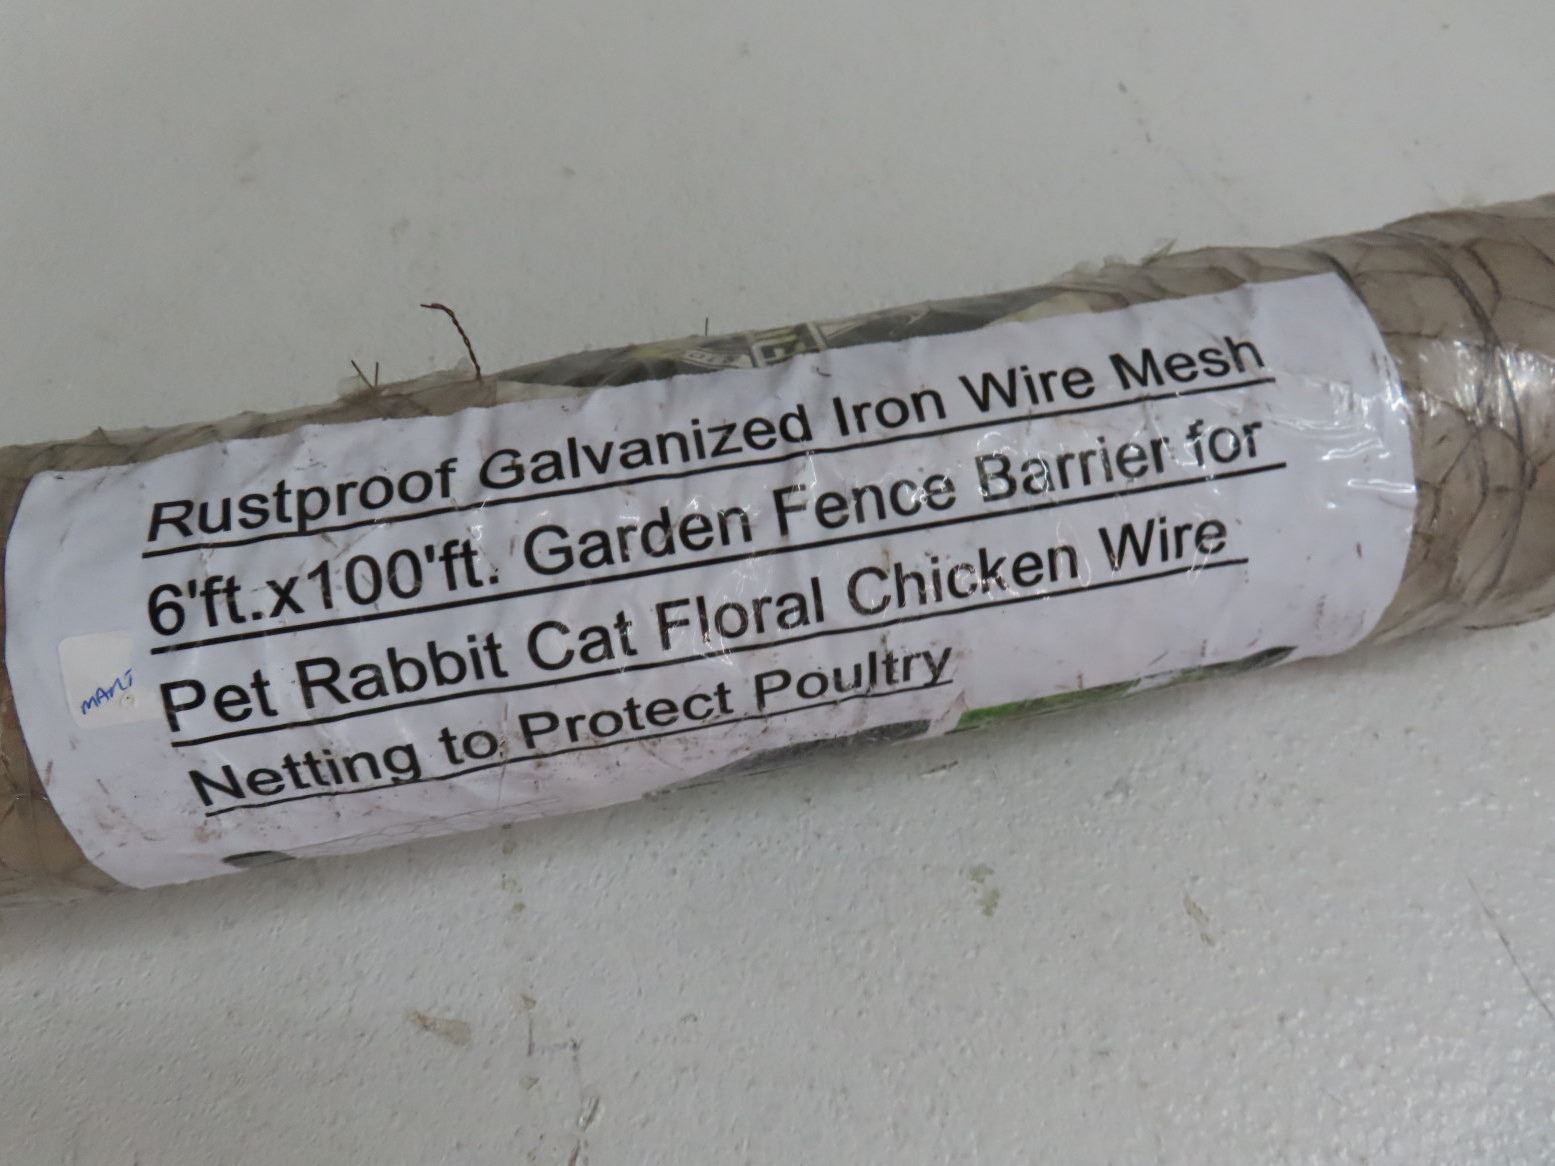 Rustproof Galvanized Iron Wire Mesh
6'ft.x100'ft. Garden Fence Barrier for
Pet Rabbit Cat Floral Chicken Wire
Netting to Protect Poultry